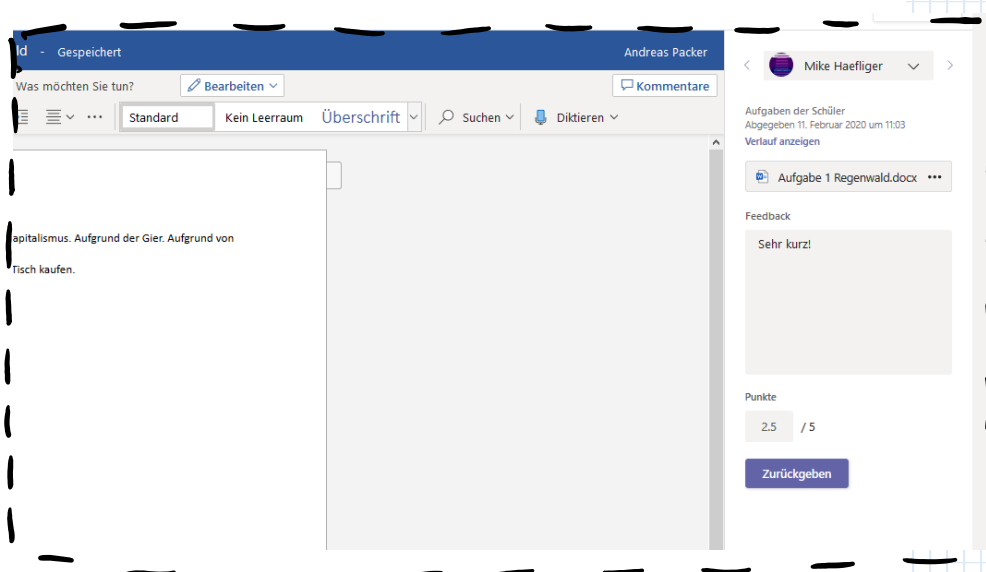 ld - Gespeichert
Andreas Packer
Was möchten Sie tun?
Bearbeiten
Kommentare
Standard
Kein Leerraum
Überschrift
Suchen
Diktieren
apitalismus. Aufgrund der Gier. Aufgrund von
Tisch kaufen.
Mike Haefliger
Aufgaben der Schüler
Abgegeben 11. Februar 2020 um 11:03
Verlauf anzeigen
Aufgabe 1 Regenwald.docx
Feedback
Sehr kurz!
Punkte
2.5 / 5
Zurückgeben